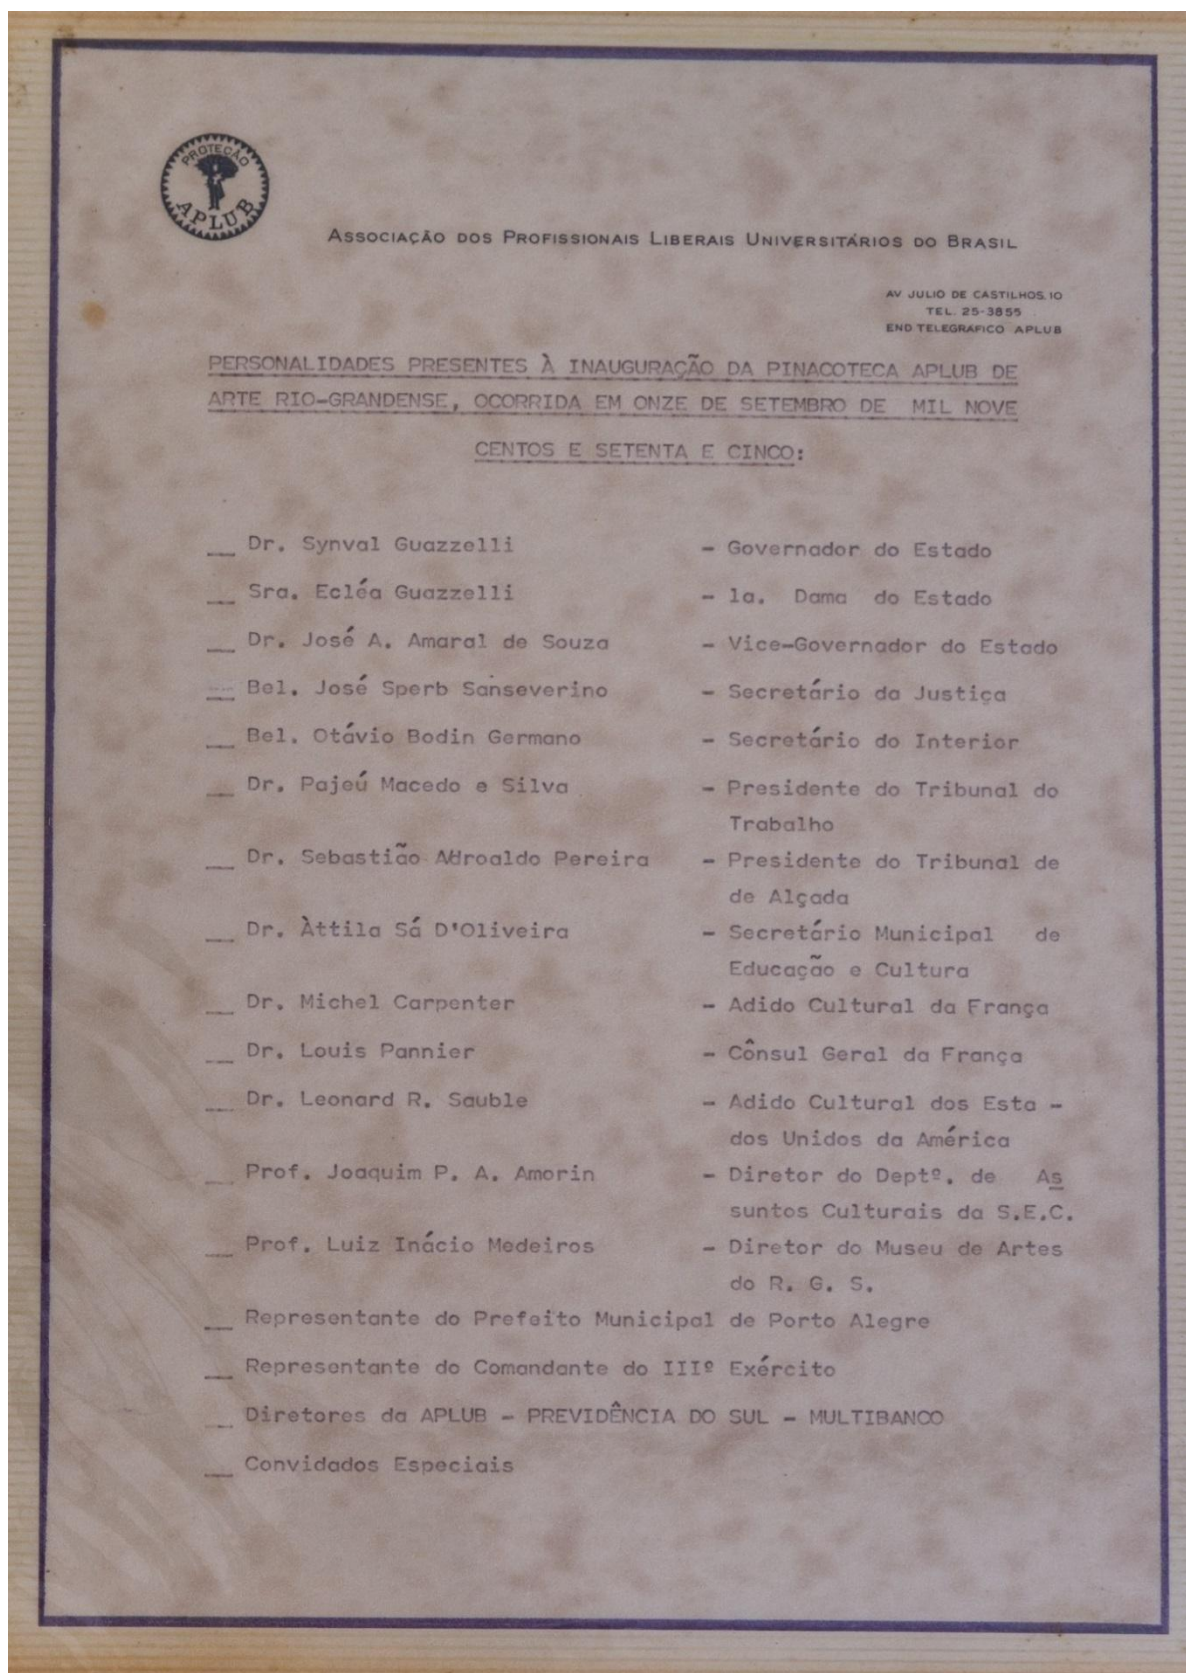 PROTEÇÃO
APLUB
ASSOCIAÇÃO DOS PROFISSIONAIS LIBERAIS UNIVERSITÁRIOS DO BRASIL
AV JULIO DE CASTILHOS, 10
TEL. 25-3855
END TELEGRAFICO APLUB
PERSONALIDADES PRESENTES À INAUGURAÇÃO DA PINACOTECA APLUB DE
ARTE RIO-GRANDENSE, OCORRIDA EM ONZE DE SETEMBRO DE MIL NOVE
CENTOS E SETENTA E CINCO:
__ Dr. Synval Guazzelli - Governador do Estado
__ Sra. Ecléa Guazzelli - 1a. Dama do Estado
__ Dr. José A. Amaral de Souza - Vice-Governador do Estado
__ Bel. José Sperb Sanseverino - Secretário da Justiça
__ Bel. Otávio Bodin Germano - Secretário do Interior
__ Dr. Pajeú Macedo e Silva - Presidente do Tribunal do
Trabalho
__ Dr. Sebastião Adroaldo Pereira - Presidente do Tribunal de
de Alçada
__ Dr. Àttila Sá D'Oliveira - Secretário Municipal de
Educação e Cultura
__ Dr. Michel Carpenter - Adido Cultural da França
__ Dr. Louis Pannier - Cônsul Geral da França
__ Dr. Leonard R. Sauble - Adido Cultural dos Esta -
dos Unidos da América
__ Prof. Joaquim P. A. Amorin - Diretor do Deptº. de As
suntos Culturais da S.E.C.
__ Prof. Luiz Inácio Medeiros - Diretor do Museu de Artes
do R. G. S.
__ Representante do Prefeito Municipal de Porto Alegre
__ Representante do Comandante do IIIº Exército
__ Diretores da APLUB - PREVIDÊNCIA DO SUL - MULTIBANCO
__ Convidados Especiais